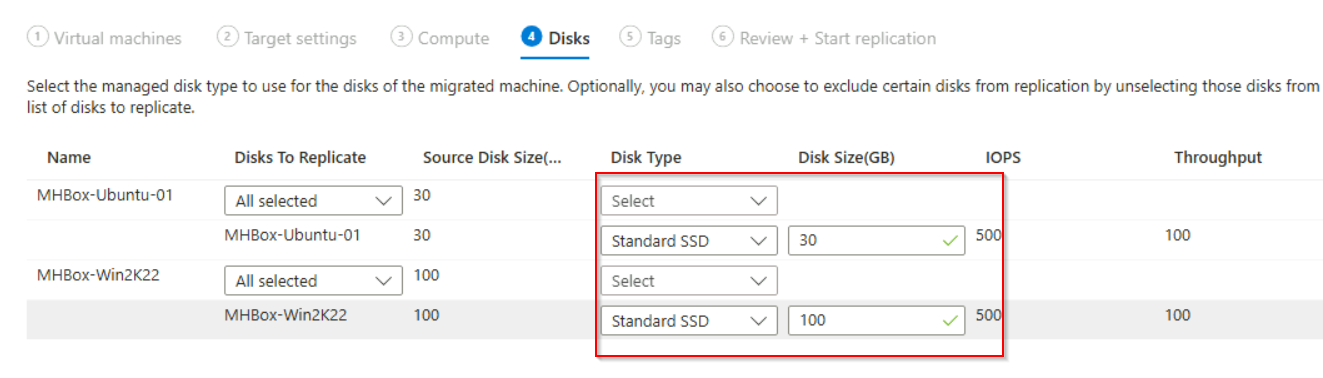 1 Virtual machines 2 Target settings 3 Compute 4 Disks 5 Tags 6 Review + Start replication
Select the managed disk type to use for the disks of the migrated machine. Optionally, you may also choose to exclude certain disks from replication by unselecting those disks from
list of disks to replicate.
Name Disks To Replicate Source Disk Size(... Disk Type Disk Size(GB) IOPS Throughput
MHBox-Ubuntu-01 All selected 30 Select
MHBox-Ubuntu-01 30 Standard SSD 30 500 100
MHBox-Win2K22 All selected 100 Select
MHBox-Win2K22 100 Standard SSD 100 500 100